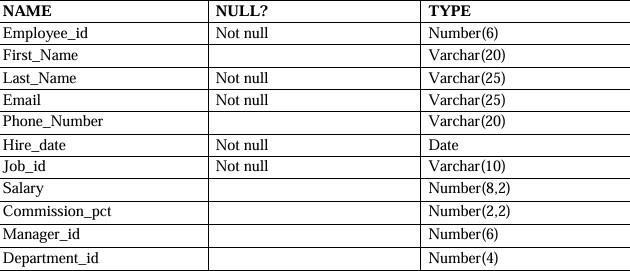 NAME NULL? TYPE
Employee_id Not null Number(6)
First_Name Varchar(20)
Last_Name Not null Varchar(25)
Email Not null Varchar(25)
Phone_Number Varchar(20)
Hire_date Not null Date
Job_id Not null Varchar(10)
Salary Number(8,2)
Commission_pct Number(2,2)
Manager_id Number(6)
Department_id Number(4)